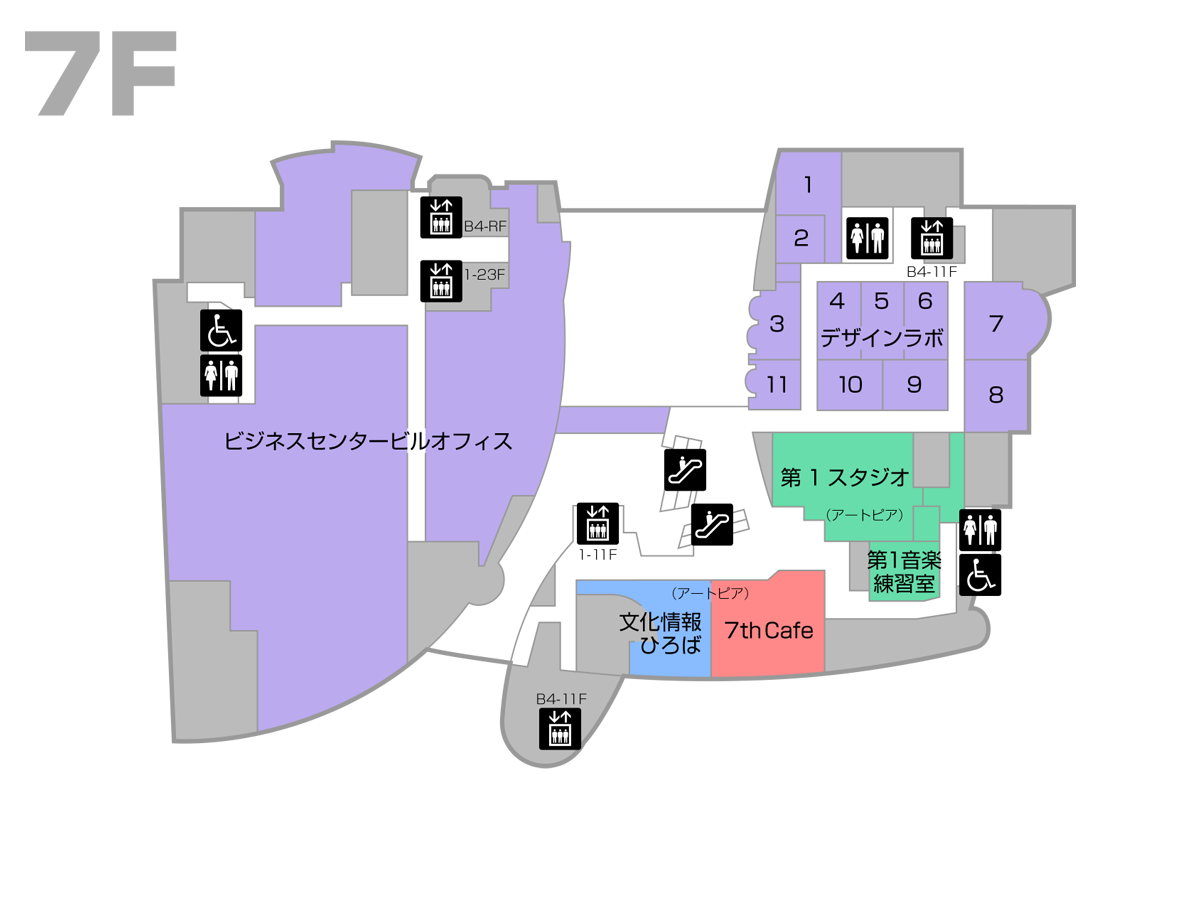 7F
1
2
B4-RF
1-23F
B4-11F
3
4
5
6
デザインラボ
7
11
10
9
8
ビジネスセンタービルオフィス
第1スタジオ
(アートピア)
1-11F
第1音楽
練習室
(アートピア)
文化情報
ひろば
7th Cafe
B4-11F